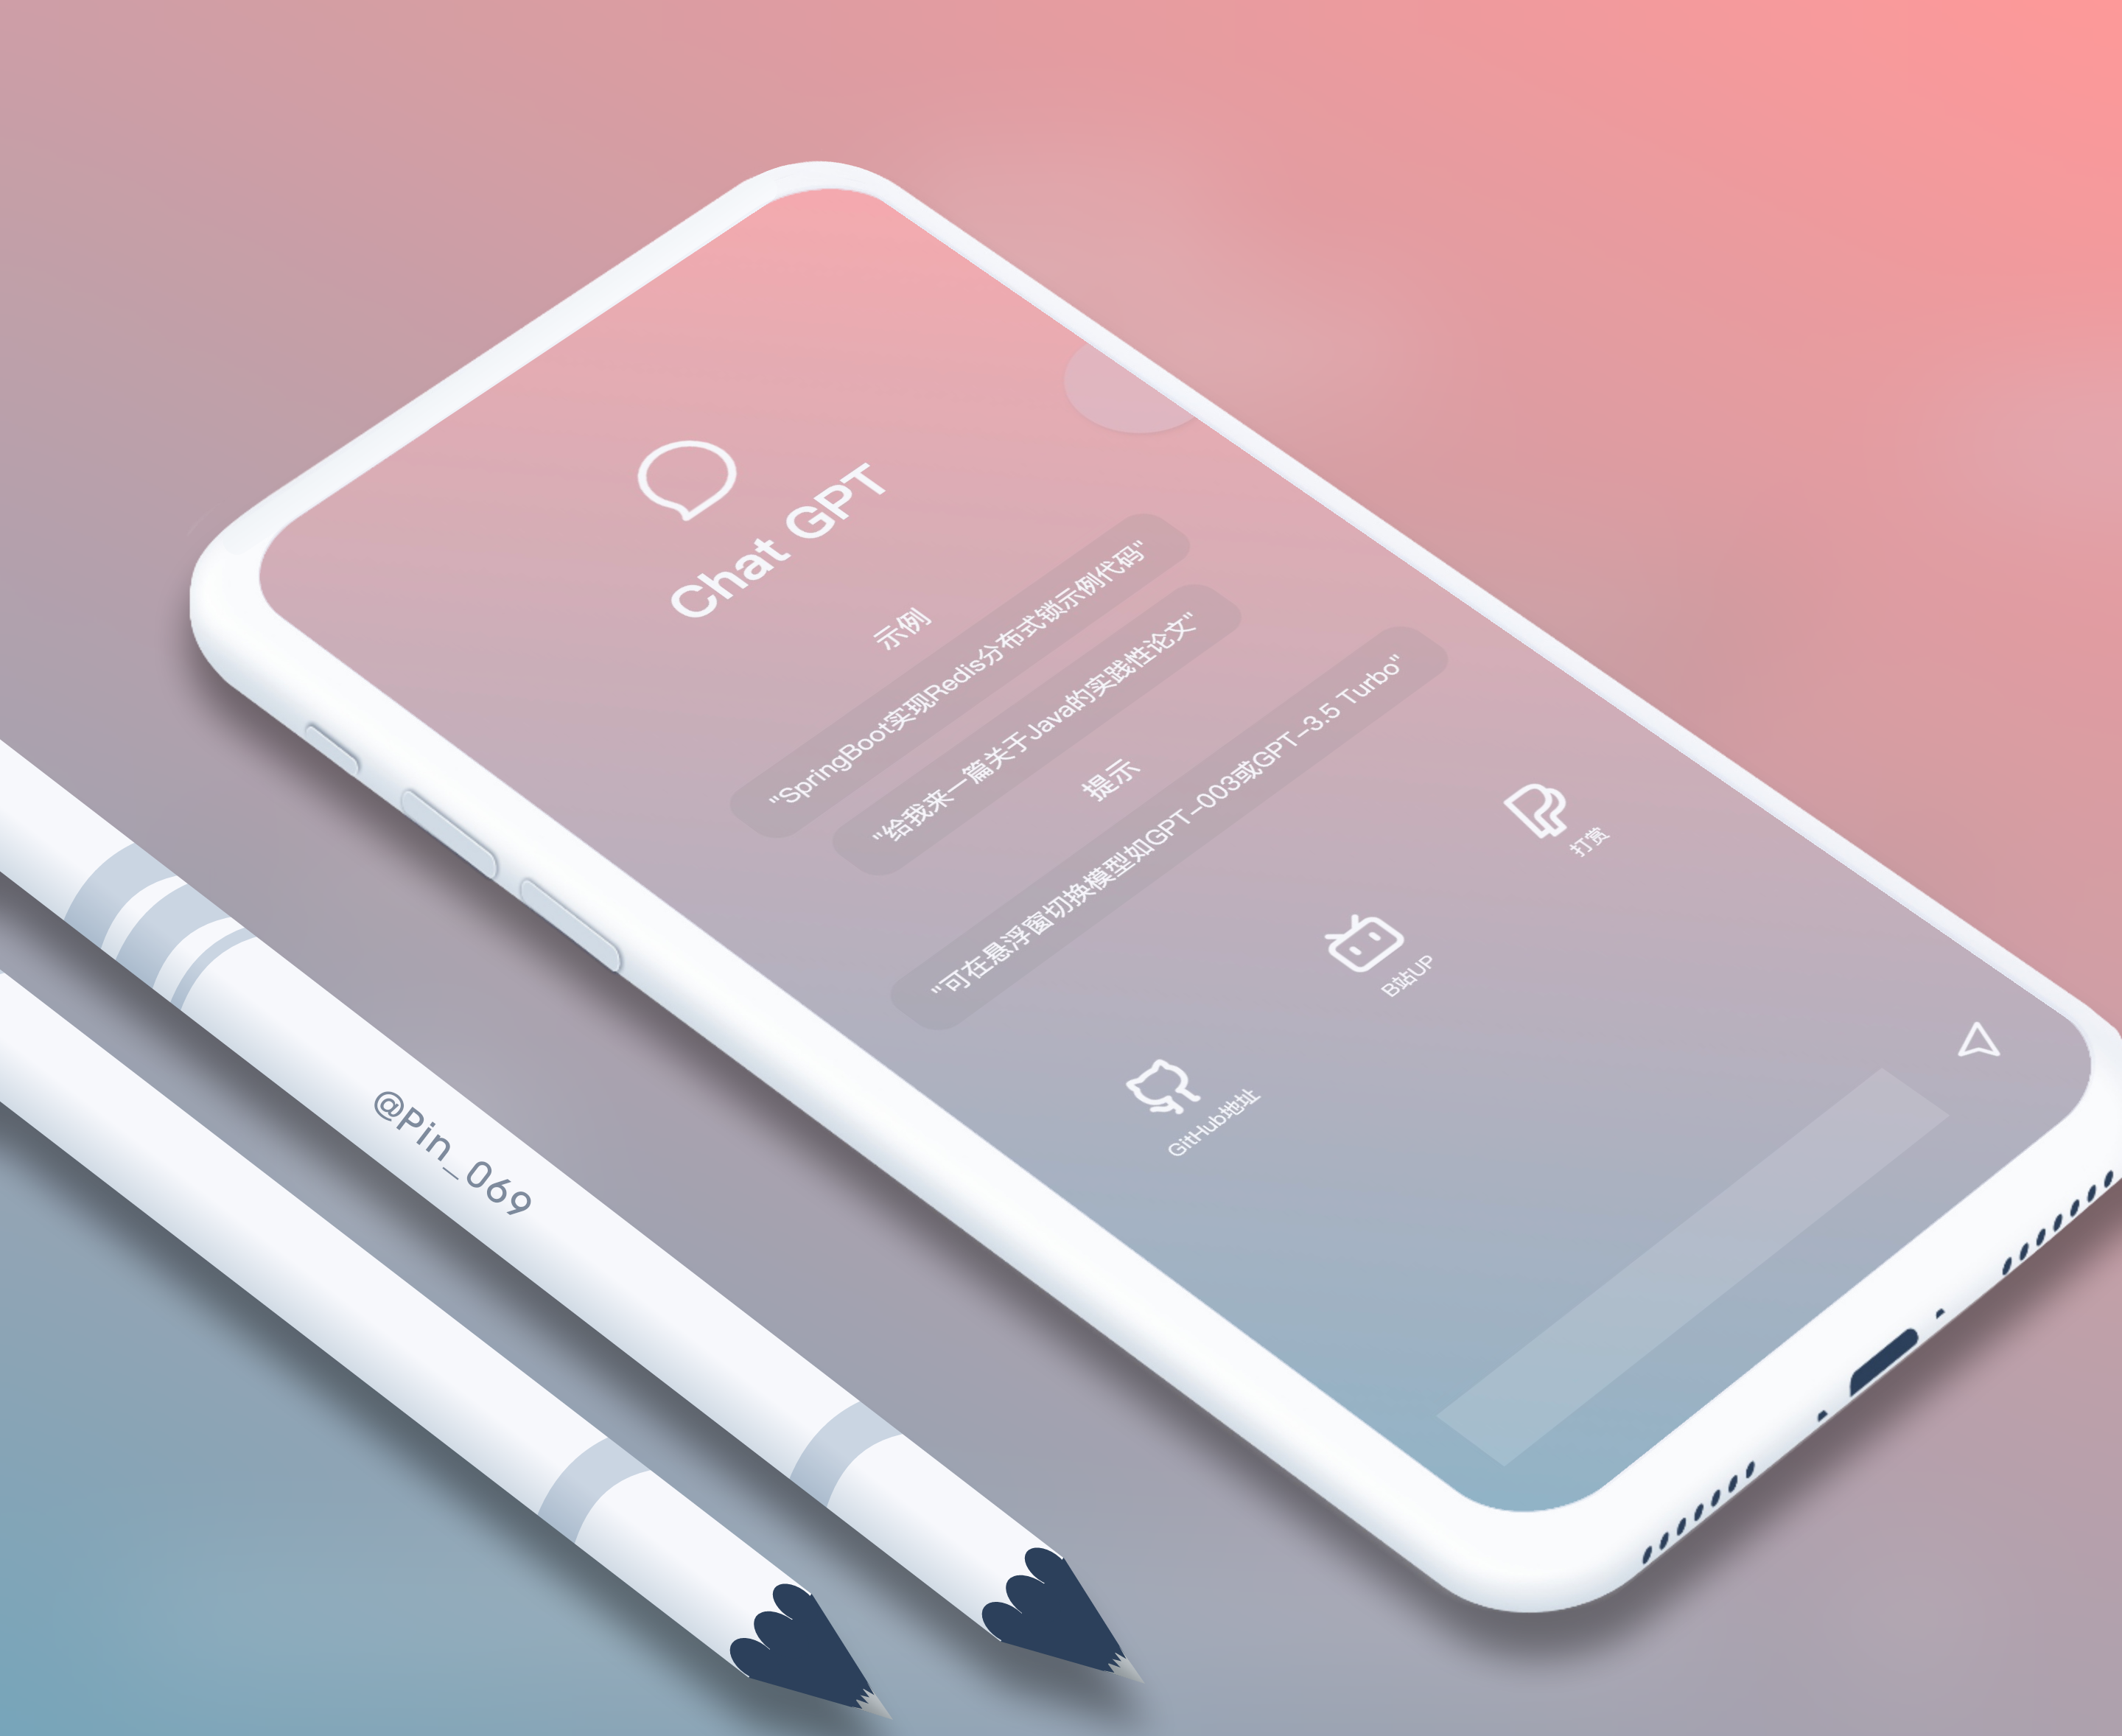 Chat GPT
示例
"SpringBoot实现Redis分布式锁示例代码"
"给我来一篇关于Java的实践性论文"
提示
"可在悬浮窗切换模型如GPT-003或GPT-3.5 Turbo"
GitHub地址
B站UP
打赏
@Pin_069